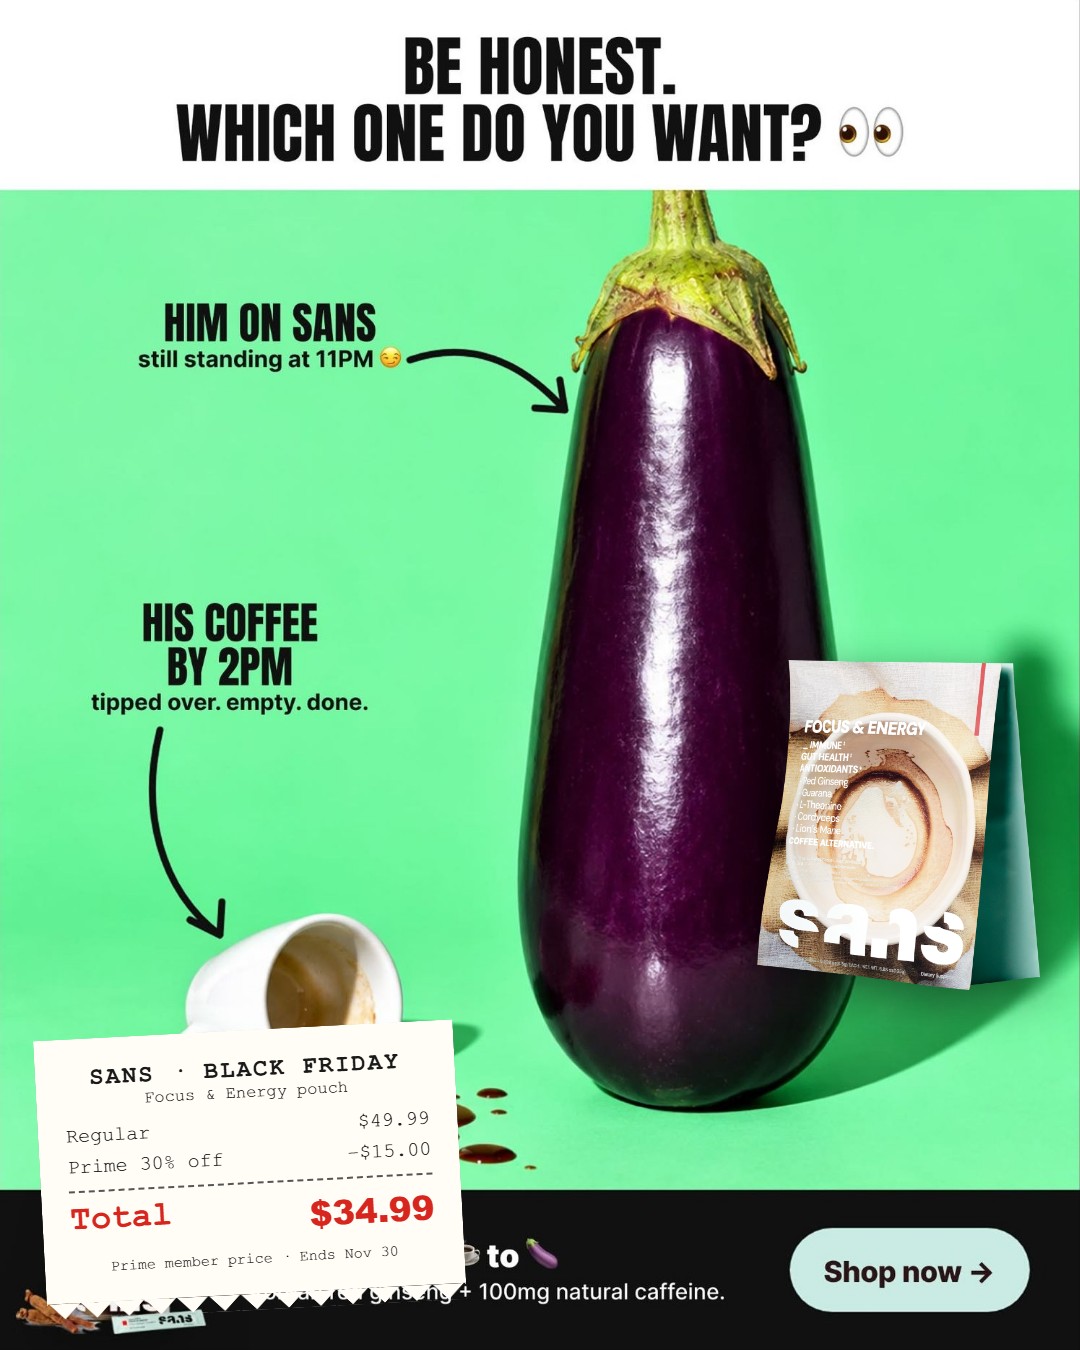 BE HONEST.
WHICH ONE DO YOU WANT? 👀
HIM ON SANS
still standing at 11PM 😏
HIS COFFEE
BY 2PM
tipped over. empty. done.
FOCUS & ENERGY
IMMUNE
GUT HEALTH
ANTIOXIDANTS
Red Ginseng
Guarana
L-Theanine
Cordyceps
Lion's Mane
COFFEE ALTERNATIVE
sans
SANS · BLACK FRIDAY
Focus & Energy pouch
Regular $49.99
Prime 30% off −$15.00
Total $34.99
Prime member price · Ends Nov 30
☕ to 🍆
ginseng + 100mg natural caffeine.
sans
Shop now →